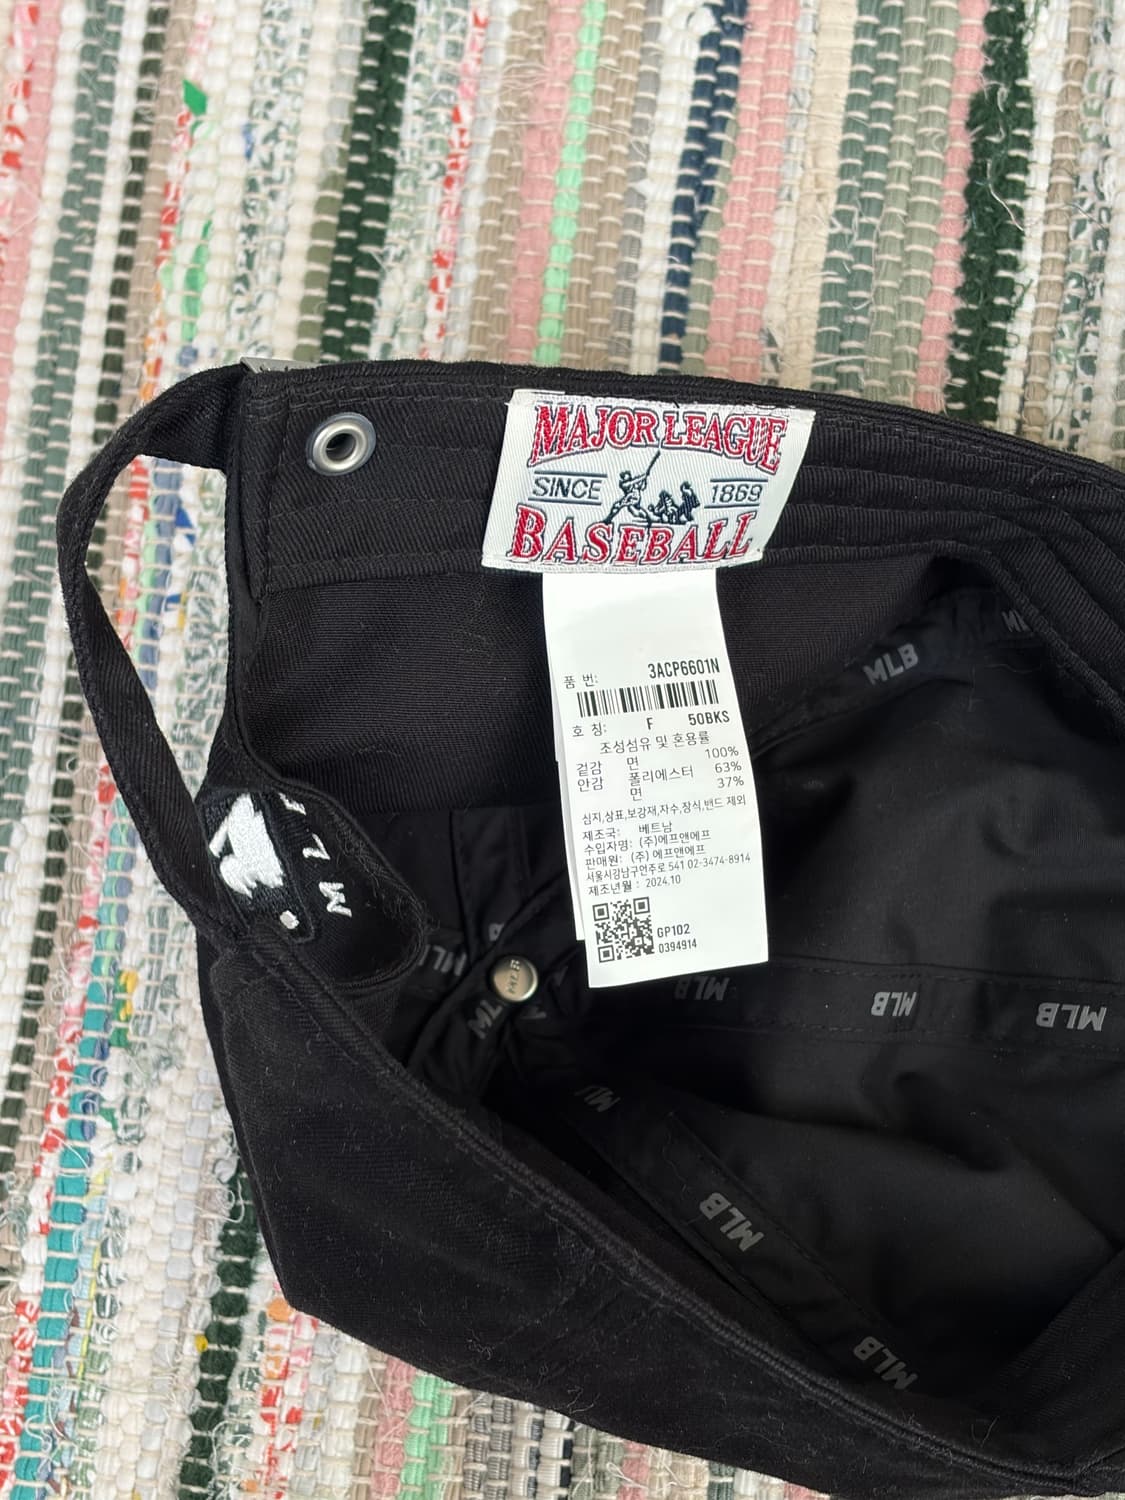 MAJOR LEAGUE
SINCE 1869
BASEBALL
품 번: 3ACP6601N
호 칭: F 50BKS
조성섬유 및 혼용률
겉감 면 100%
안감 폴리에스터 63%
면 37%
심지,상표,보강재,자수,장식,밴드 제외
제조국: 베트남
수입자명: (주)에프앤에프
판매원: (주) 에프앤에프
서울시강남구언주로 541 02-3474-8914
제조년월 : 2024.10
GP102
0394914
MLB
MLB
MLB
MLB
MLB
MLB
MLB
MLB